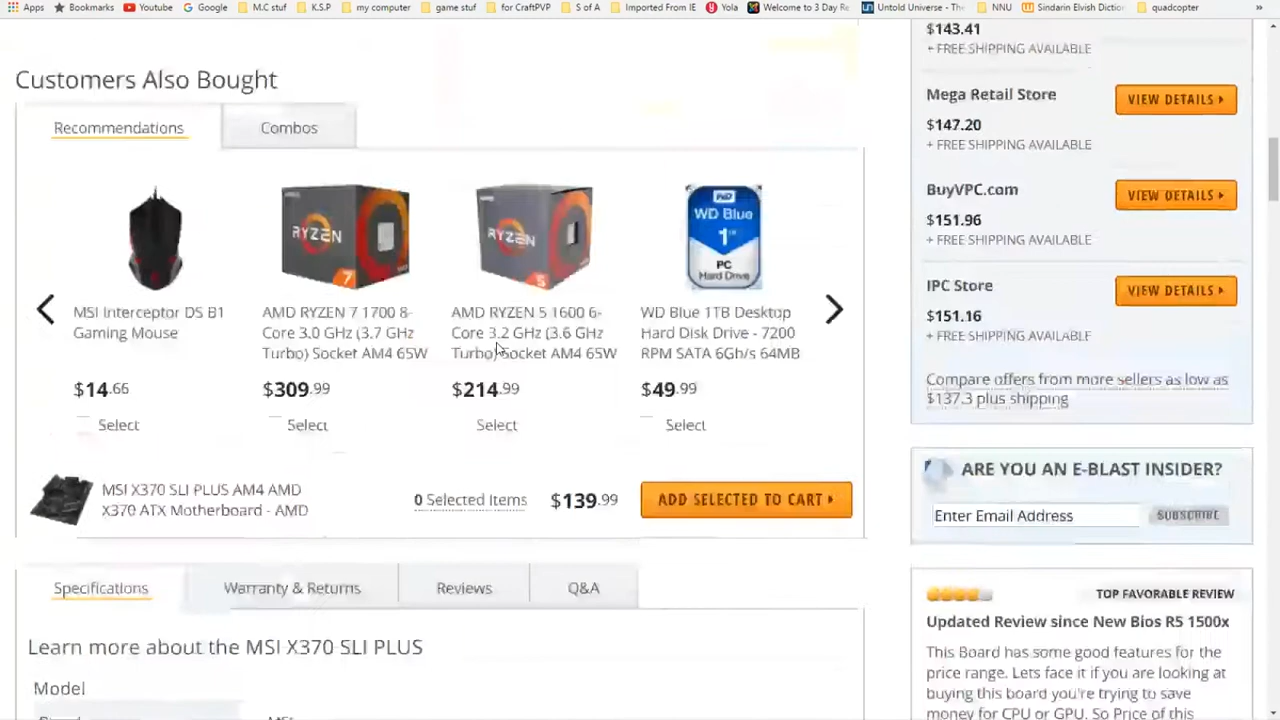 Apps Bookmarks Youtube Google M.C stuf K.S.P my computer game stuf for CraftPVP S of A Imported From IE Yola Welcome to 3 Day Re Untold Universe - The NNU Sindarin Elvish Diction quadcopter »
Customers Also Bought
Recommendations Combos
RYZEN 7
RYZEN 5
WD
WD Blue
PC
Hard Drive
MSI Interceptor DS B1
Gaming Mouse
$14.66
Select
AMD RYZEN 7 1700 8-
Core 3.0 GHz (3.7 GHz
Turbo) Socket AM4 65W
$309.99
Select
AMD RYZEN 5 1600 6-
Core 3.2 GHz (3.6 GHz
Turbo) Socket AM4 65W
$214.99
Select
WD Blue 1TB Desktop
Hard Disk Drive - 7200
RPM SATA 6Gb/s 64MB
$49.99
Select
MSI X370 SLI PLUS AM4 AMD
X370 ATX Motherboard - AMD
0 Selected Items $139.99 ADD SELECTED TO CART
Specifications Warranty & Returns Reviews Q&A
Learn more about the MSI X370 SLI PLUS
Model
$143.41
+ FREE SHIPPING AVAILABLE
Mega Retail Store VIEW DETAILS
$147.20
+ FREE SHIPPING AVAILABLE
BuyVPC.com VIEW DETAILS
$151.96
+ FREE SHIPPING AVAILABLE
IPC Store VIEW DETAILS
$151.16
+ FREE SHIPPING AVAILABLE
Compare offers from more sellers as low as
$137.3 plus shipping
ARE YOU AN E-BLAST INSIDER?
Enter Email Address SUBSCRIBE
TOP FAVORABLE REVIEW
Updated Review since New Bios R5 1500x
This Board has some good features for the
price range. Lets face it if you are looking at
buying this board you're trying to save
money for CPU or GPU. So Price of this